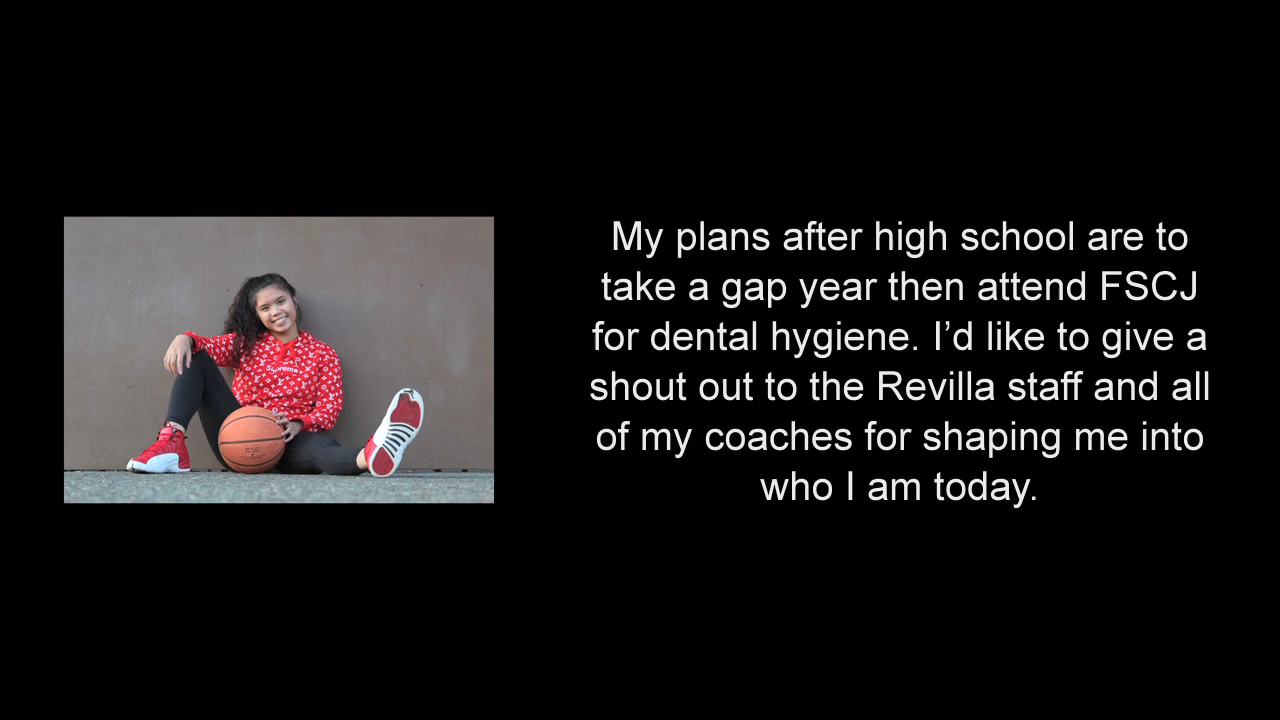 Supreme
My plans after high school are to
take a gap year then attend FSCJ
for dental hygiene. I’d like to give a
shout out to the Revilla staff and all
of my coaches for shaping me into
who I am today.